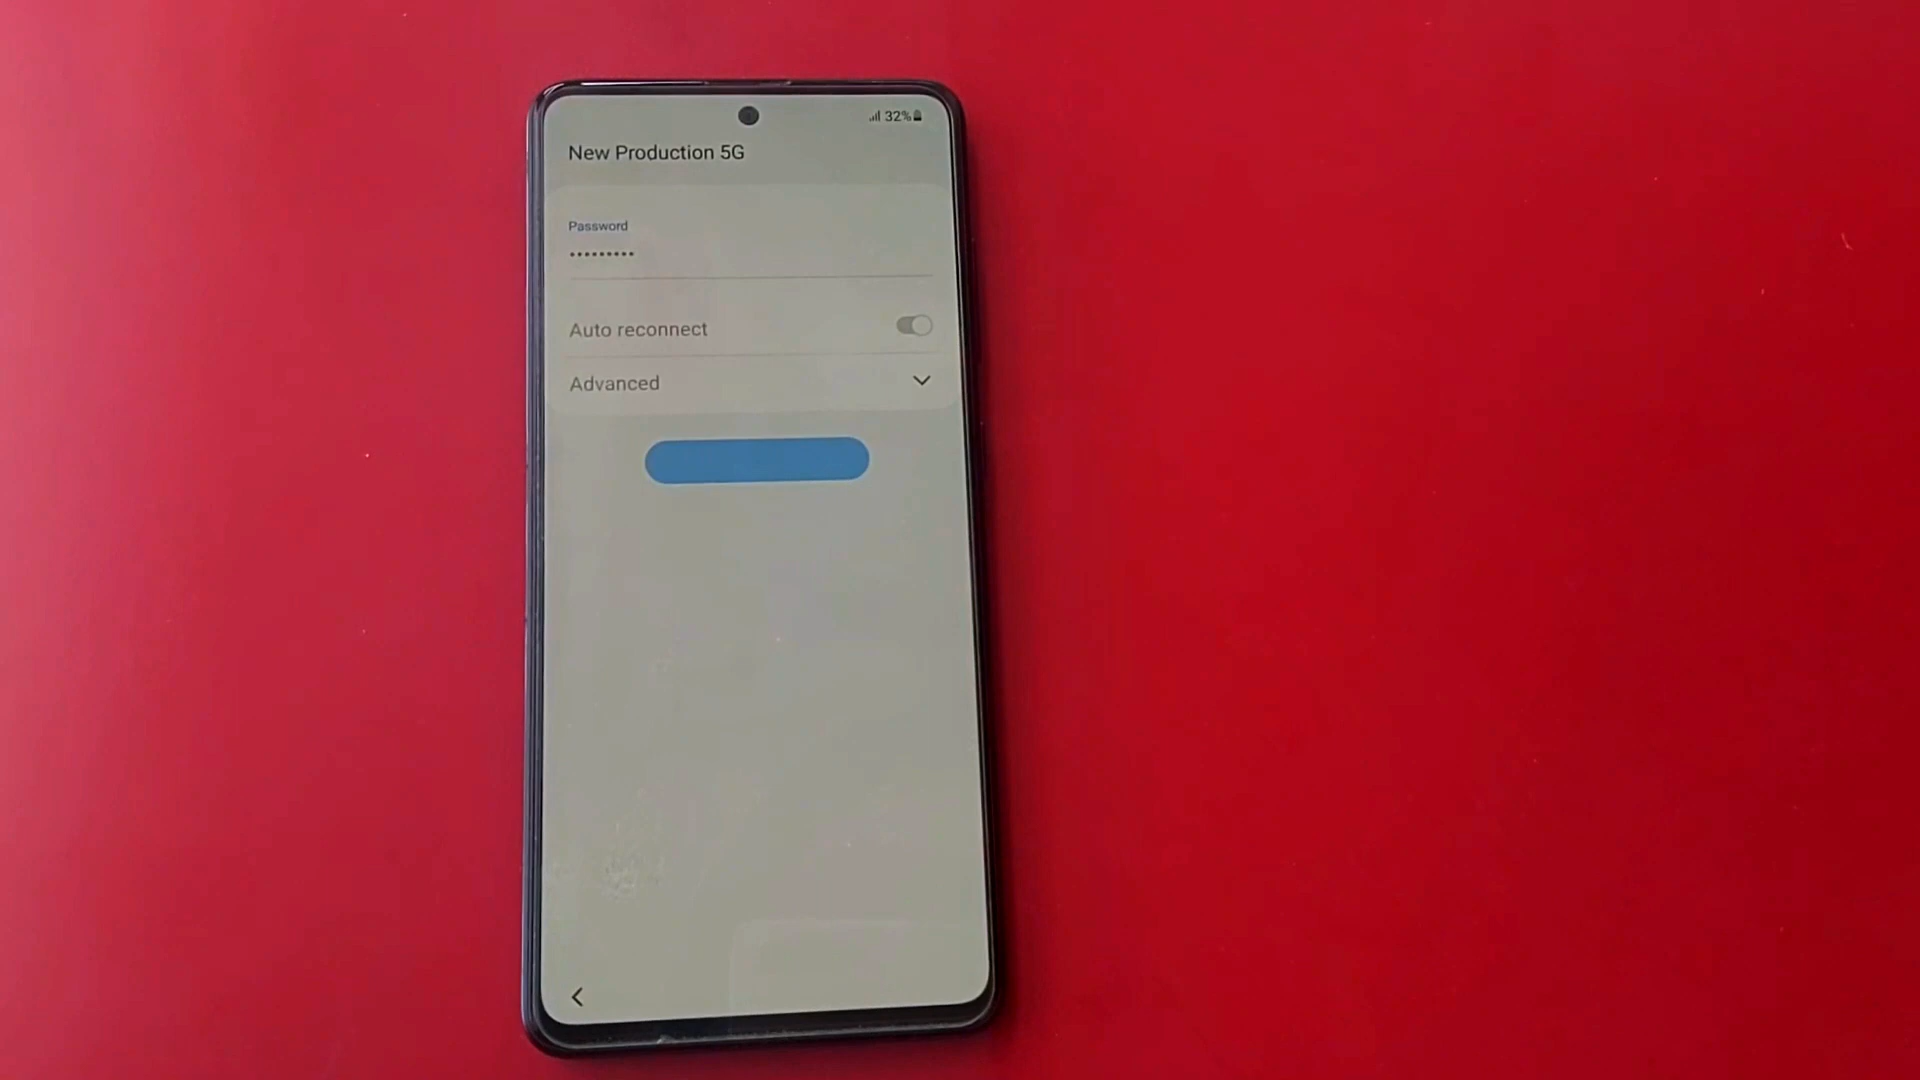 32%
New Production 5G
Password
•••••••••
Auto reconnect
Advanced